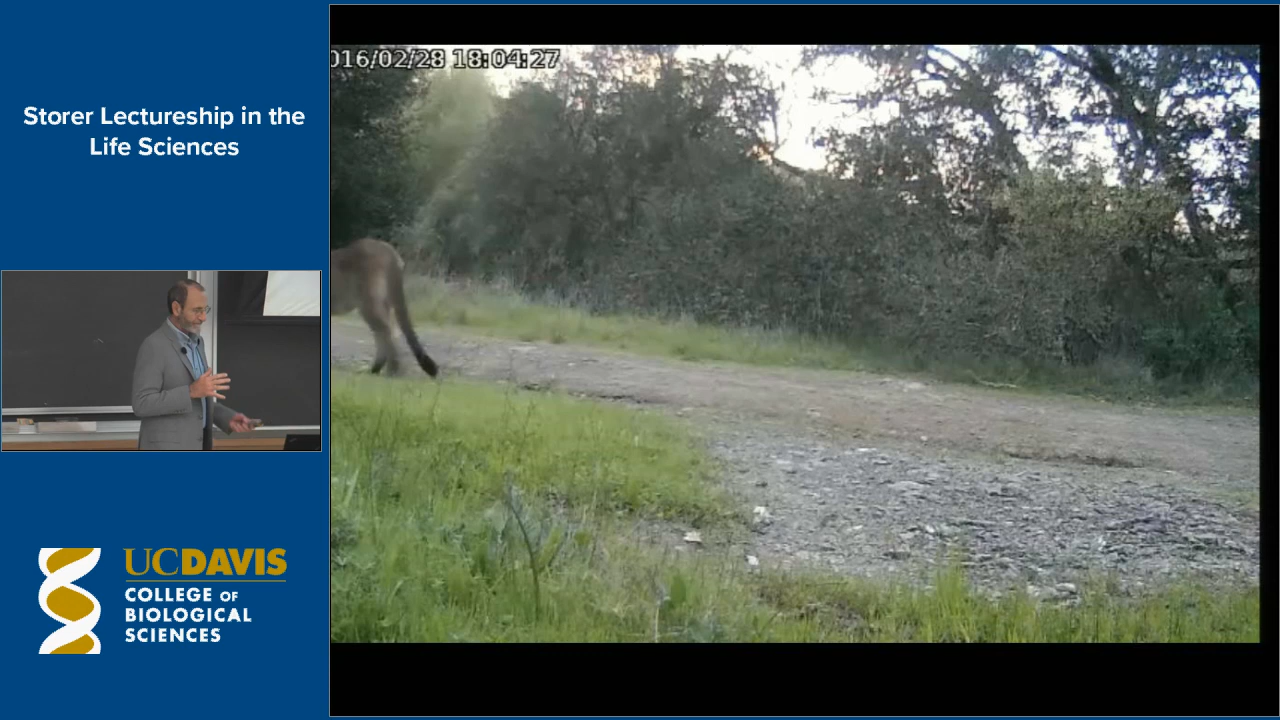 Storer Lectureship in the
Life Sciences
016/02/28 18:04:27
UCDAVIS
COLLEGE OF
BIOLOGICAL
SCIENCES